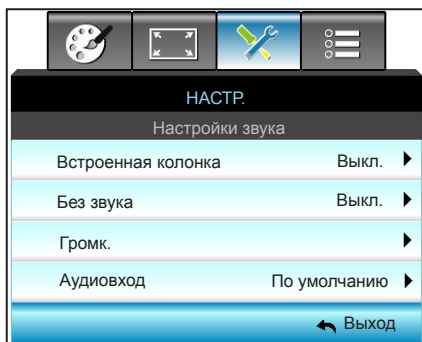 НАСТР.
Настройки звука
Встроенная колонка Выкл.
Без звука Выкл.
Громк.
Аудиовход По умолчанию
Выход